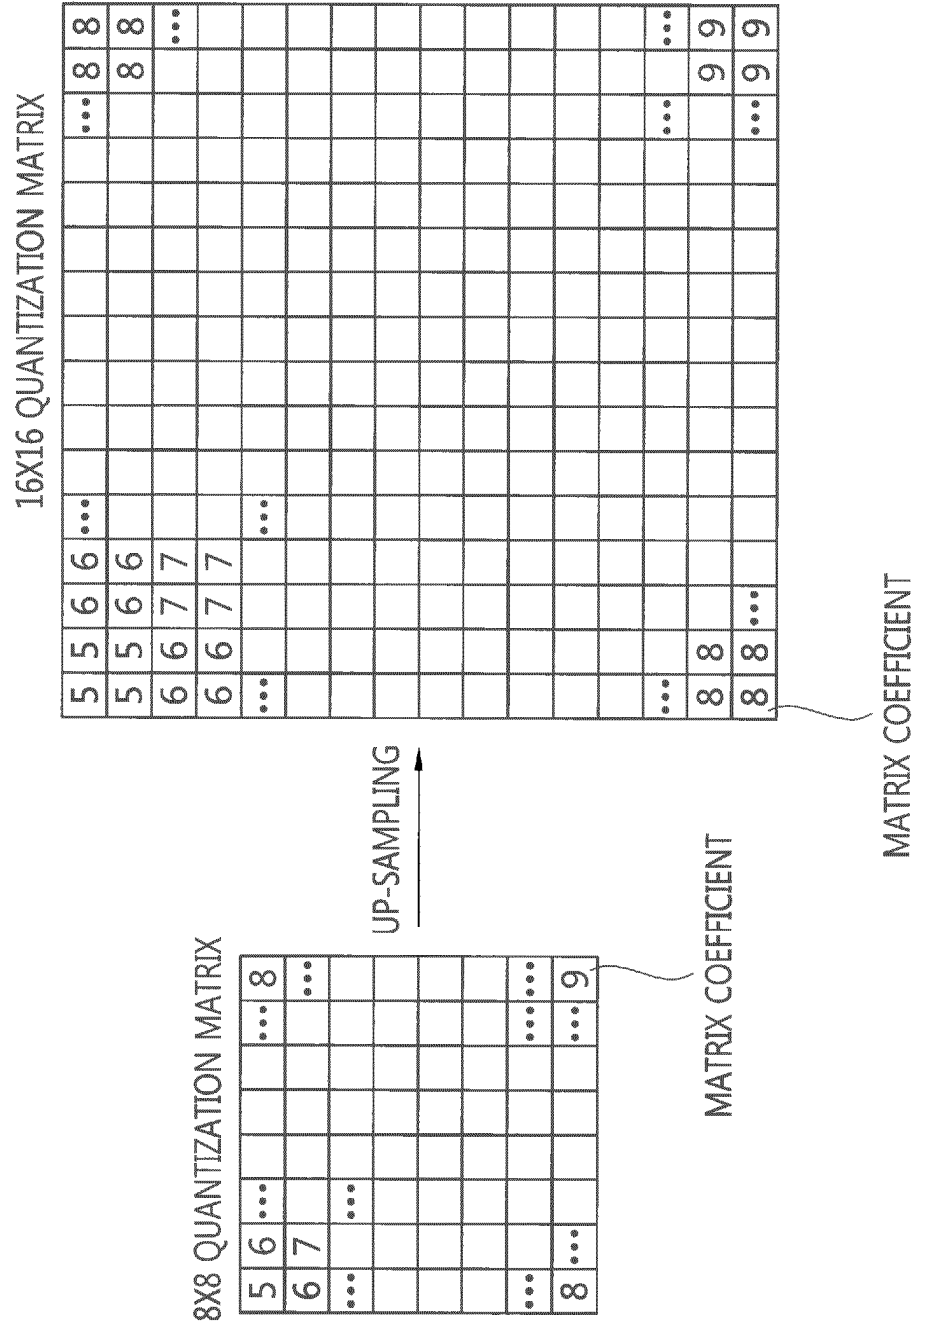 16X16 QUANTIZATION MATRIX
5 5 6 6 ... ... 8 8
5 5 6 6 8 8
6 6 7 7 ...
6 6 7 7
... ...
... ... ...
8 8 9 9
8 8 ... ... 9 9
MATRIX COEFFICIENT
UP-SAMPLING
8X8 QUANTIZATION MATRIX
5 6 ... ... 8
6 7 ...
... ...
... ... ...
8 ... ... 9
MATRIX COEFFICIENT